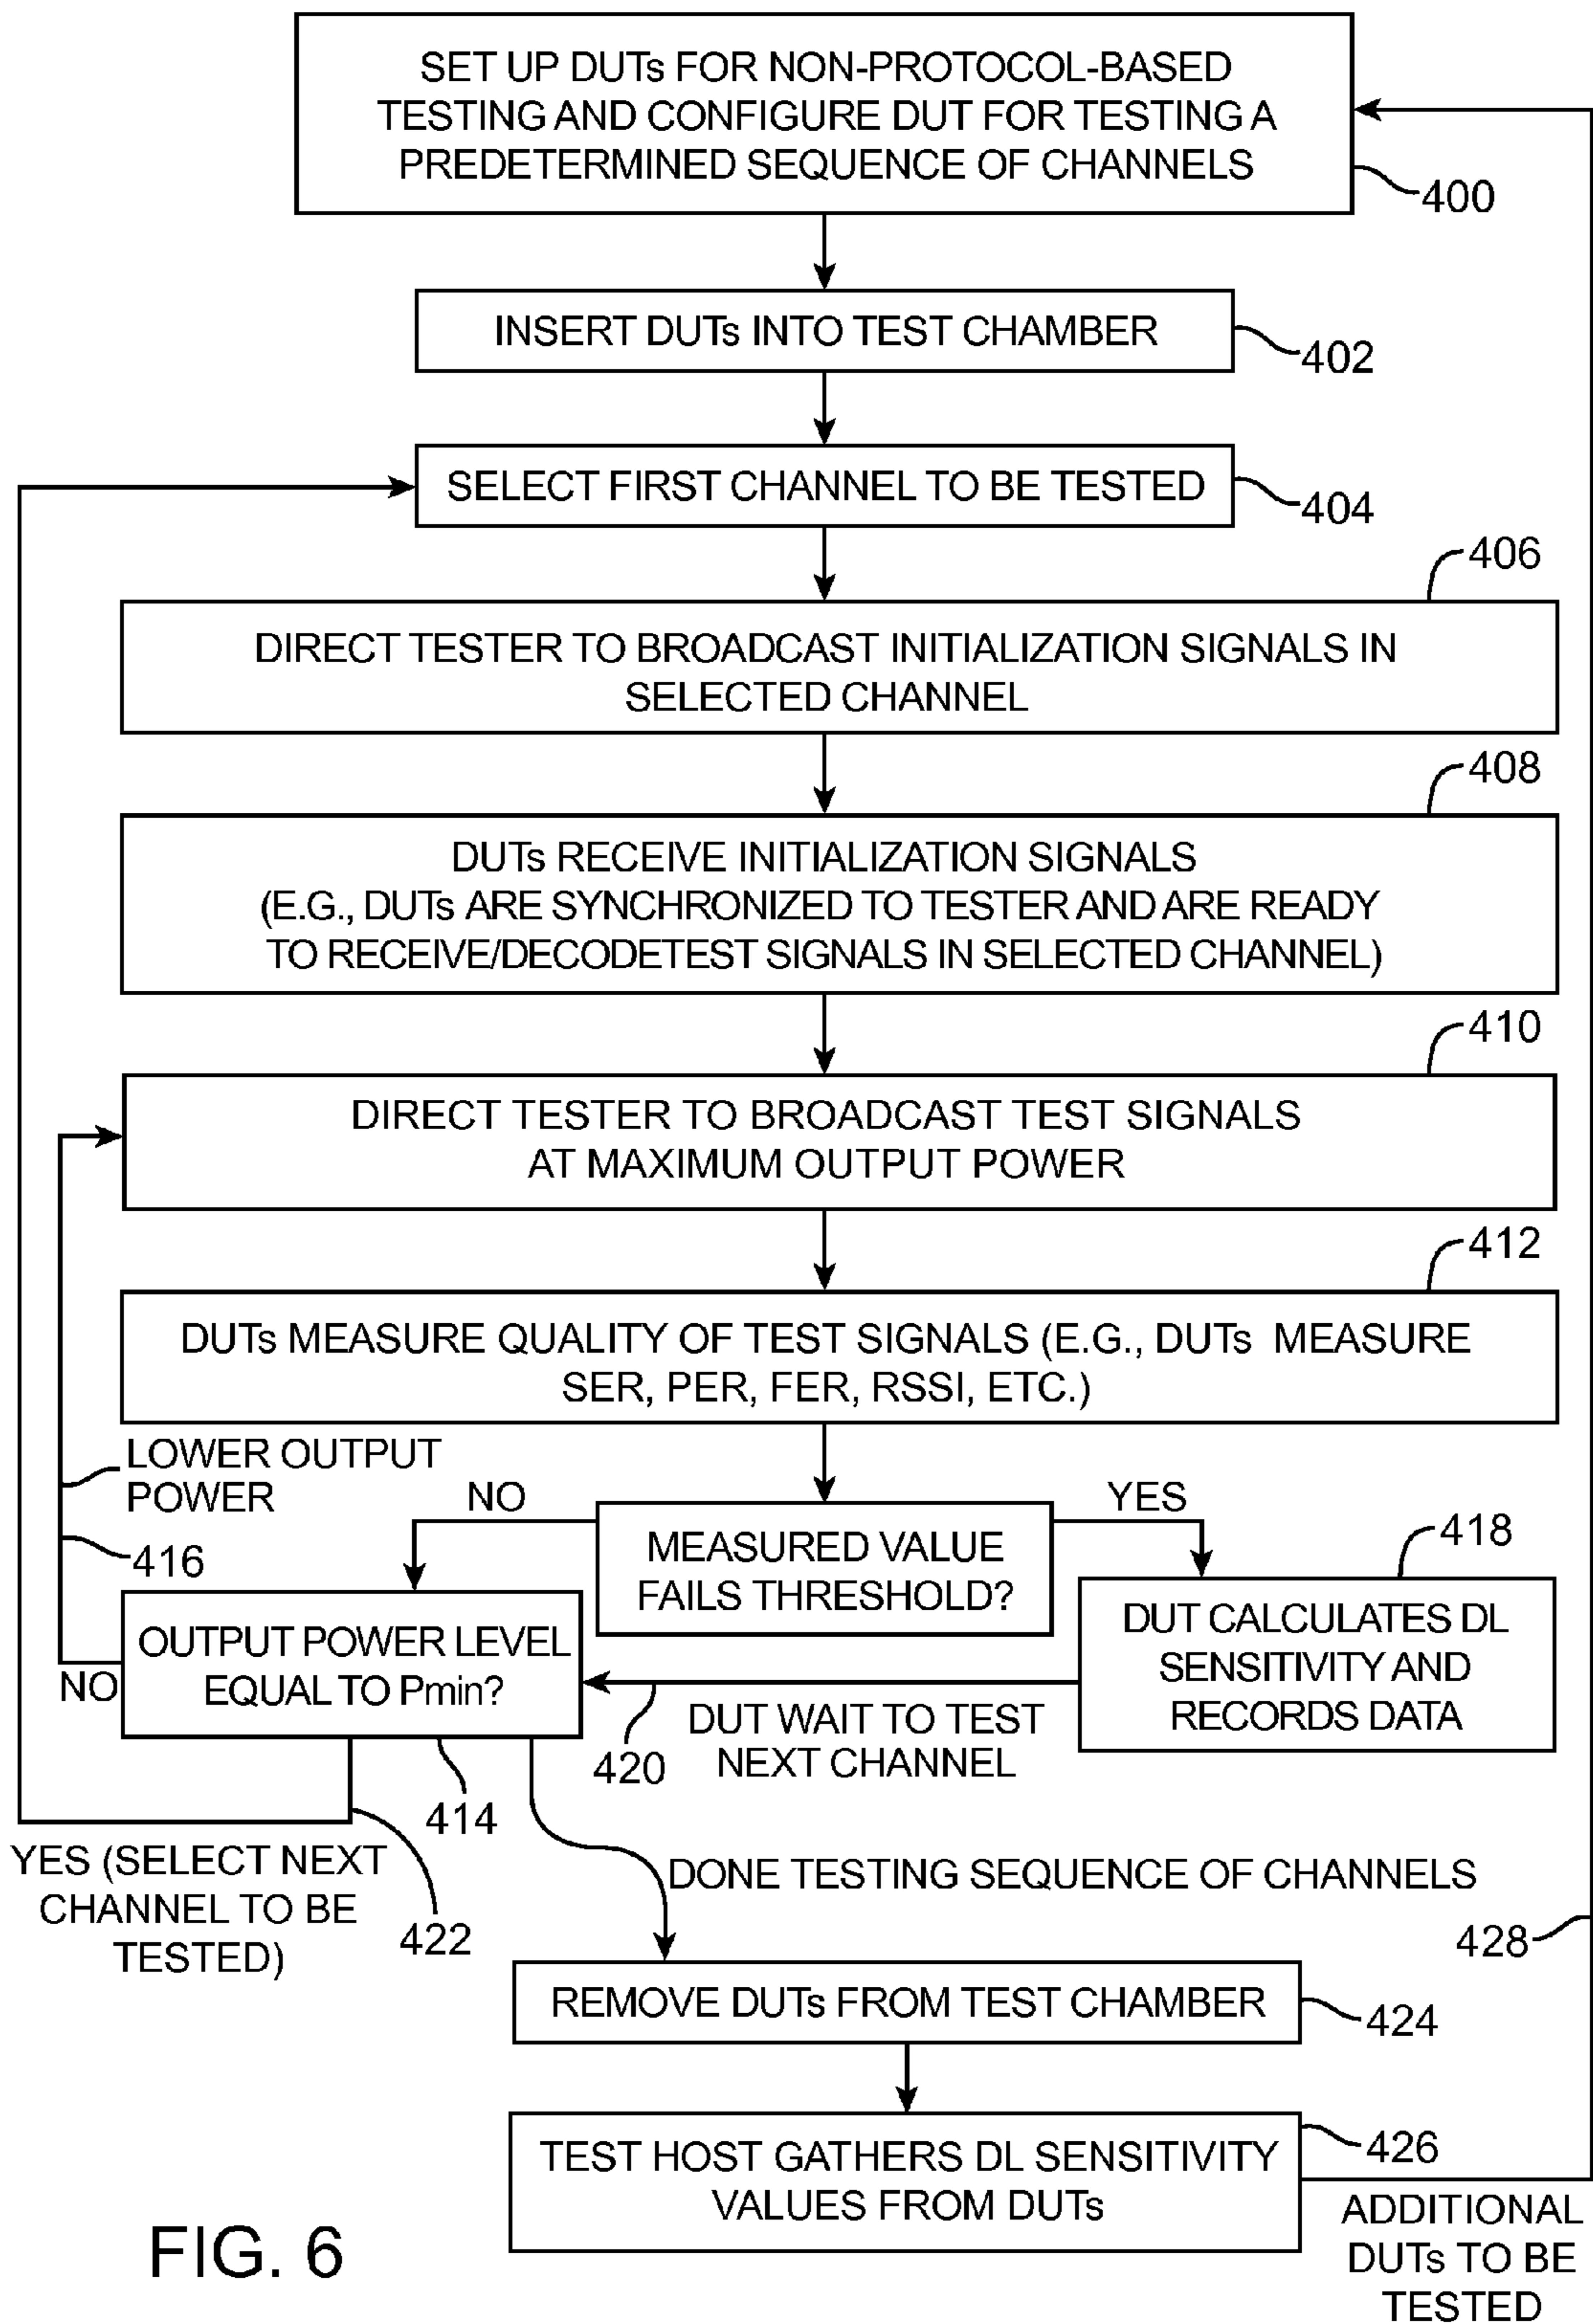 SET UP DUTs FOR NON-PROTOCOL-BASED
TESTING AND CONFIGURE DUT FOR TESTING A
PREDETERMINED SEQUENCE OF CHANNELS
400
INSERT DUTs INTO TEST CHAMBER
402
SELECT FIRST CHANNEL TO BE TESTED
404
406
DIRECT TESTER TO BROADCAST INITIALIZATION SIGNALS IN
SELECTED CHANNEL
408
DUTs RECEIVE INITIALIZATION SIGNALS
(E.G., DUTs ARE SYNCHRONIZED TO TESTER AND ARE READY
TO RECEIVE/DECODETEST SIGNALS IN SELECTED CHANNEL)
410
DIRECT TESTER TO BROADCAST TEST SIGNALS
AT MAXIMUM OUTPUT POWER
412
DUTs MEASURE QUALITY OF TEST SIGNALS (E.G., DUTs MEASURE
SER, PER, FER, RSSI, ETC.)
LOWER OUTPUT
POWER
416
NO
YES
MEASURED VALUE
FAILS THRESHOLD?
418
DUT CALCULATES DL
SENSITIVITY AND
RECORDS DATA
OUTPUT POWER LEVEL
EQUAL TO Pmin?
NO
420
DUT WAIT TO TEST
NEXT CHANNEL
414
YES (SELECT NEXT
CHANNEL TO BE
TESTED)
422
DONE TESTING SEQUENCE OF CHANNELS
428
REMOVE DUTs FROM TEST CHAMBER
424
TEST HOST GATHERS DL SENSITIVITY
VALUES FROM DUTs
426
ADDITIONAL
DUTs TO BE
TESTED
FIG. 6